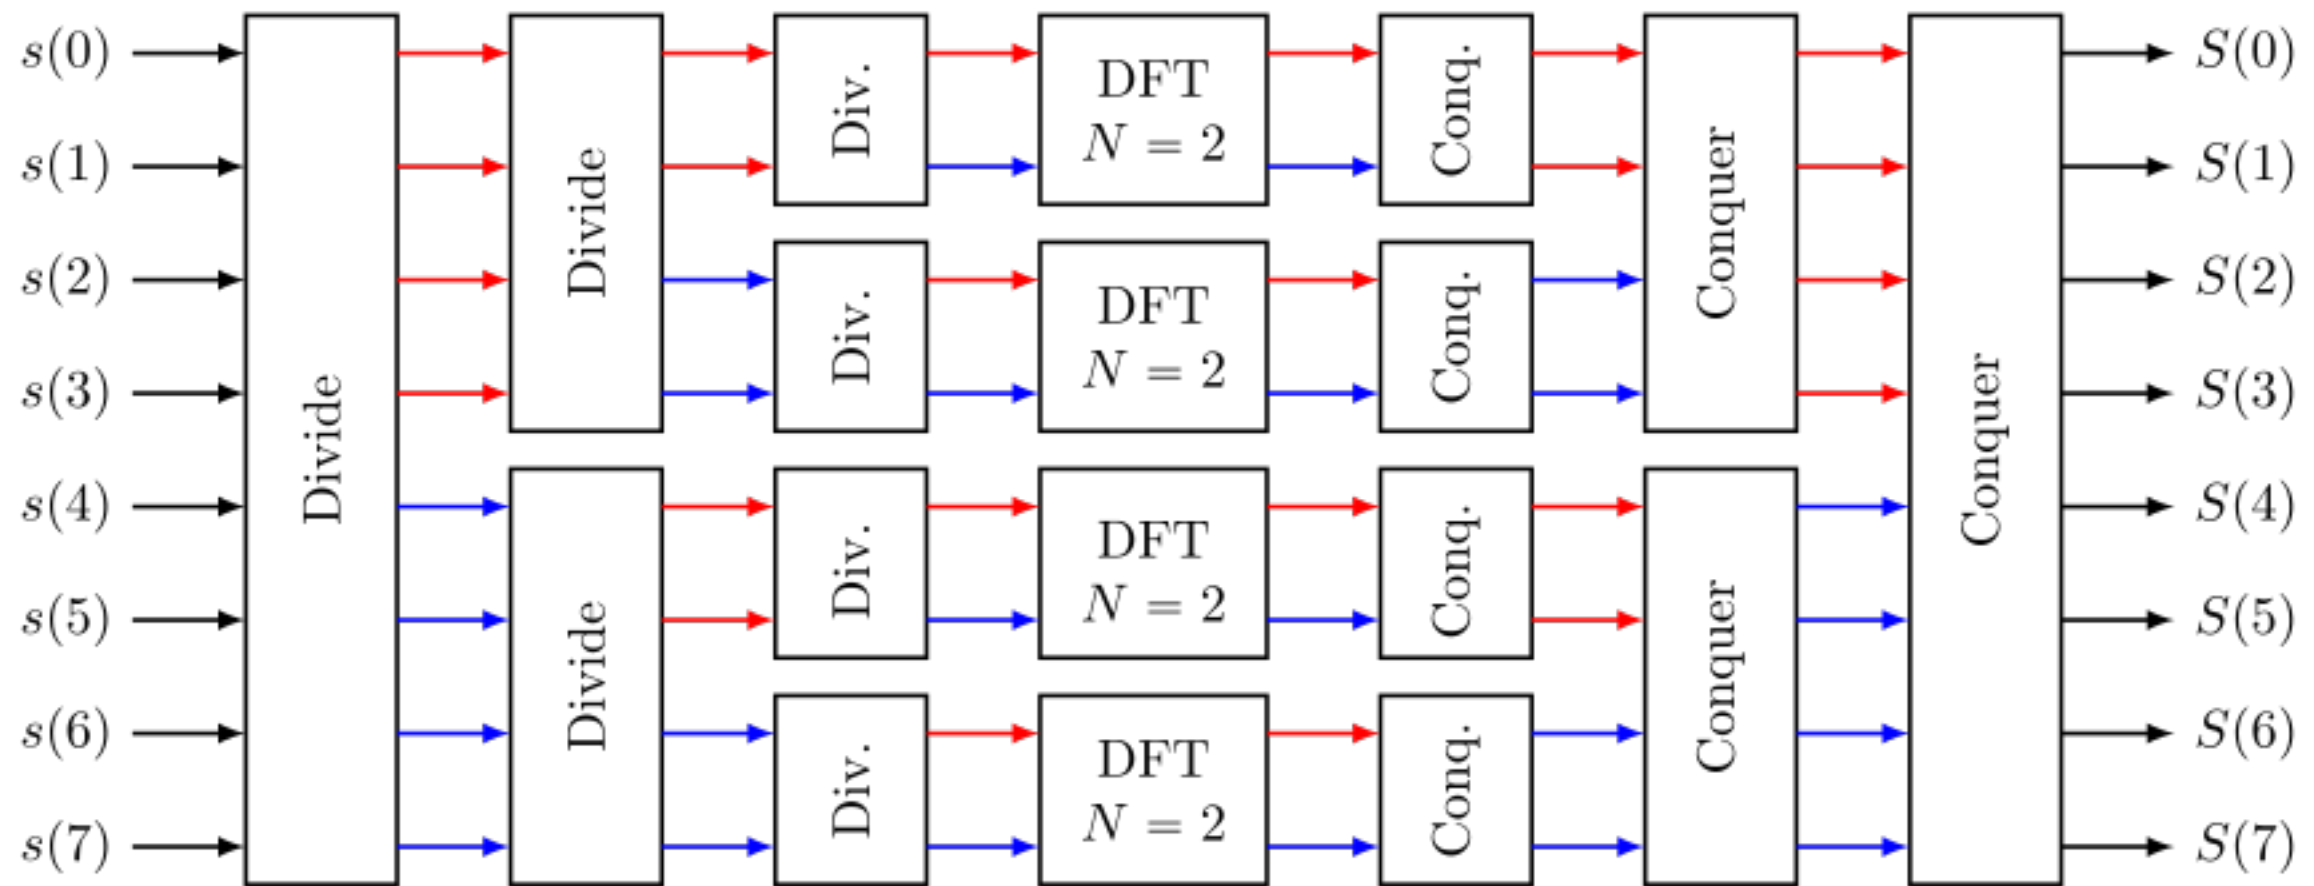 s(0)
s(1)
s(2)
s(3)
s(4)
s(5)
s(6)
s(7)
Divide
Divide
Divide
Div.
Div.
Div.
Div.
DFT
N = 2
DFT
N = 2
DFT
N = 2
DFT
N = 2
Conq.
Conq.
Conq.
Conq.
Conquer
Conquer
Conquer
S(0)
S(1)
S(2)
S(3)
S(4)
S(5)
S(6)
S(7)